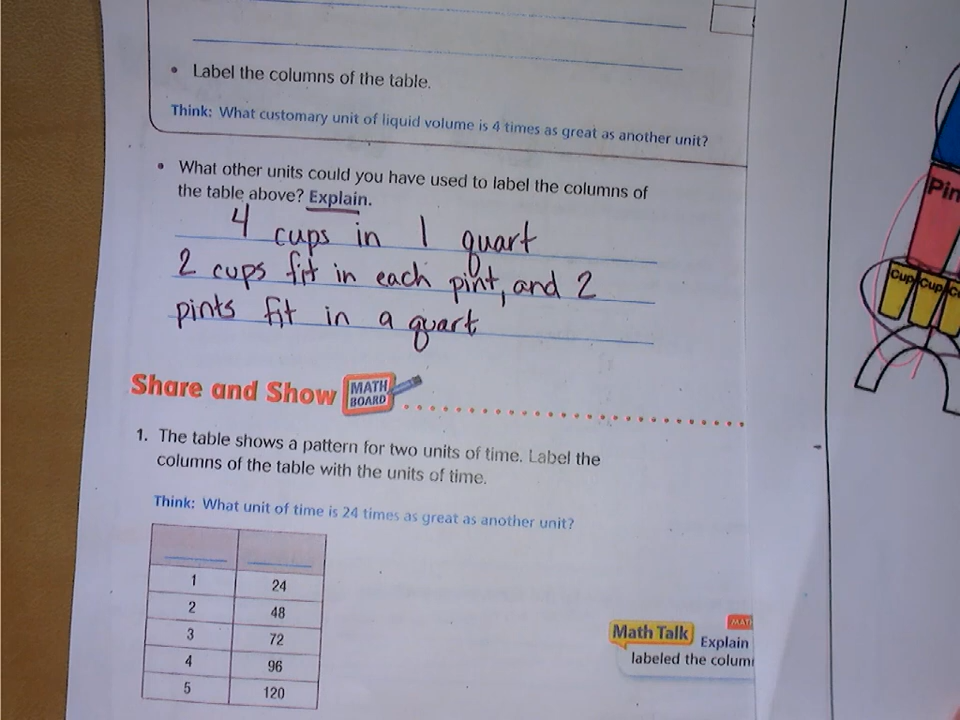 • Label the columns of the table.
Think: What customary unit of liquid volume is 4 times as great as another unit?
• What other units could you have used to label the columns of
the table above? Explain.
4 cups in 1 quart
2 cups fit in each pint, and 2
pints fit in a quart
Share and Show MATH BOARD
1. The table shows a pattern for two units of time. Label the
columns of the table with the units of time.
Think: What unit of time is 24 times as great as another unit?
1 24
2 48
3 72
4 96
5 120
Math Talk Explain
labeled the
Cup Cup